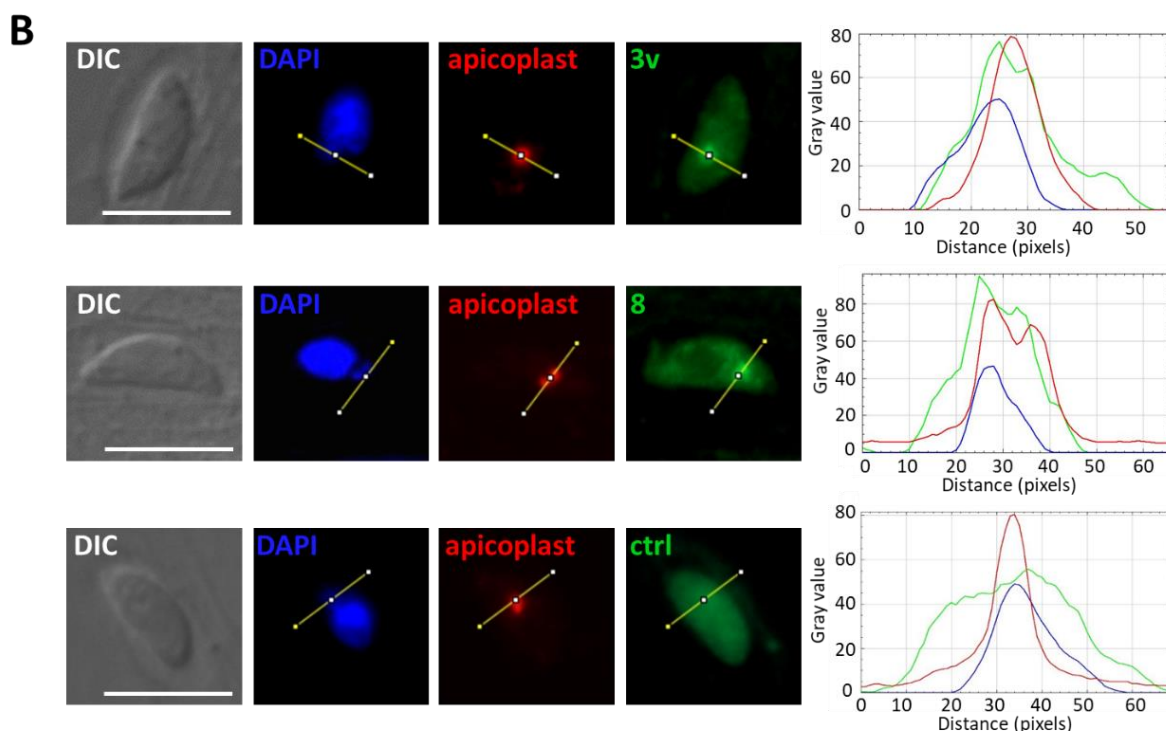 B
DIC DAPI apicoplast 3v
80
60
40
20
0
Gray value
10 20 30 40 50
Distance (pixels)
DIC DAPI apicoplast 8
80
60
40
20
0
Gray value
0 10 20 30 40 50 60
Distance (pixels)
DIC DAPI apicoplast ctrl
80
60
40
20
0
Gray value
0 10 20 30 40 50 60
Distance (pixels)